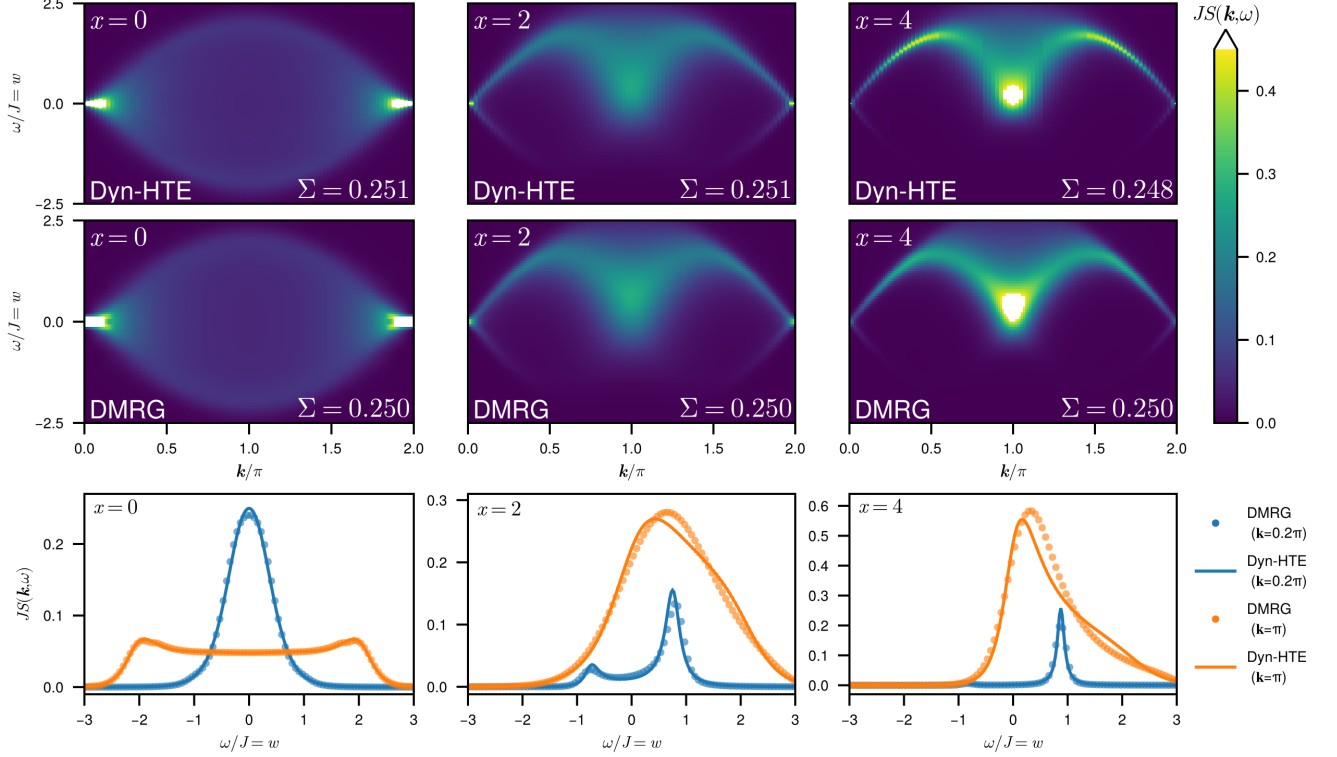 JS(k,ω)
2.5
0.0
−2.5
ω/J = w
x = 0
Dyn-HTE
Σ = 0.251
x = 2
Dyn-HTE
Σ = 0.251
x = 4
Dyn-HTE
Σ = 0.248
2.5
0.0
−2.5
ω/J = w
x = 0
DMRG
Σ = 0.250
x = 2
DMRG
Σ = 0.250
x = 4
DMRG
Σ = 0.250
0.4
0.3
0.2
0.1
0.0
0.0 0.5 1.0 1.5 2.0
k/π
0.0 0.5 1.0 1.5 2.0
k/π
0.0 0.5 1.0 1.5 2.0
k/π
JS(k,ω)
x = 0
0.2
0.1
0.0
−3 −2 −1 0 1 2 3
ω/J = w
x = 2
0.3
0.2
0.1
0.0
−3 −2 −1 0 1 2 3
ω/J = w
x = 4
0.6
0.5
0.4
0.3
0.2
0.1
0.0
−3 −2 −1 0 1 2 3
ω/J = w
DMRG
(k=0.2π)
Dyn-HTE
(k=0.2π)
DMRG
(k=π)
Dyn-HTE
(k=π)